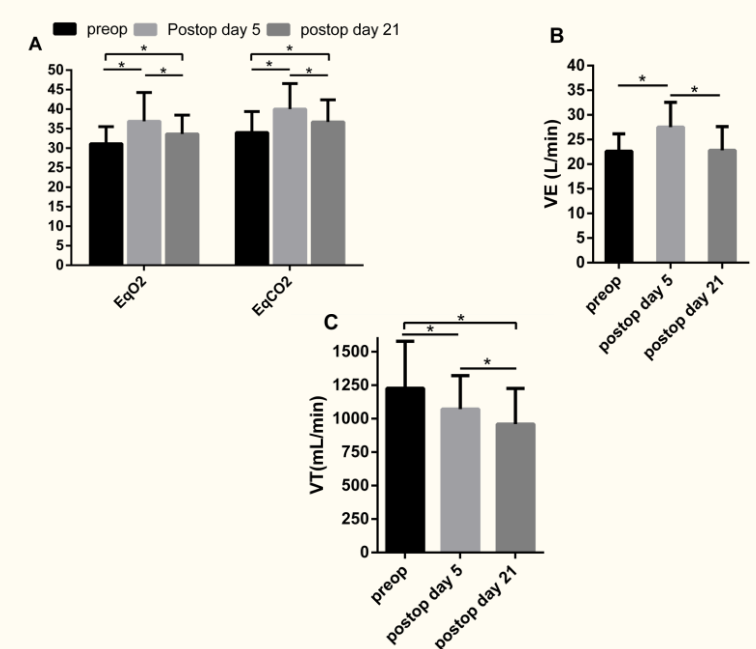 A
preop Postop day 5 postop day 21
* * *
* * *
50
45
40
35
30
25
20
15
10
5
0
EqO2
EqCO2
B
* *
VE (L/min)
40
35
30
25
20
15
10
5
0
preop
postop day 5
postop day 21
C
* * *
VT(mL/min)
1500
1250
1000
750
500
250
0
preop
postop day 5
postop day 21